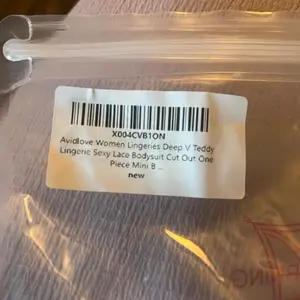 X004CVB1ON
Avidlove Women Lingeries Deep V Teddy
Lingerie Sexy Lace Bodysuit Cut Out One
Piece Mini B ...
new